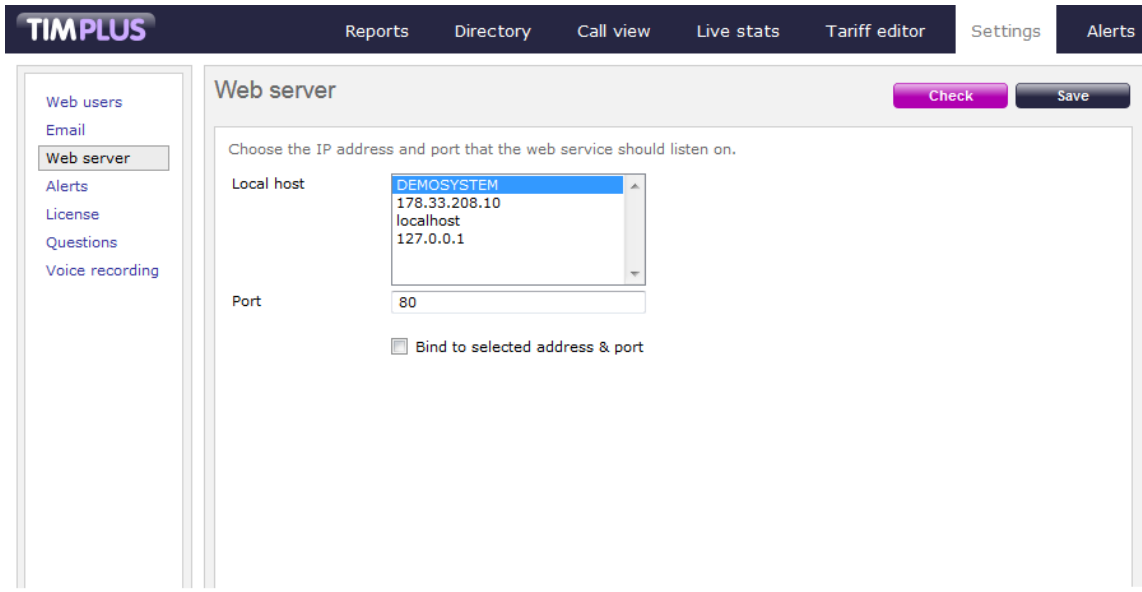 TIMPLUS
Reports Directory Call view Live stats Tariff editor Settings Alerts
Web users
Email
Web server
Alerts
License
Questions
Voice recording
Web server
Check Save
Choose the IP address and port that the web service should listen on.
Local host
DEMOSYSTEM
178.33.208.10
localhost
127.0.0.1
Port 80
Bind to selected address & port